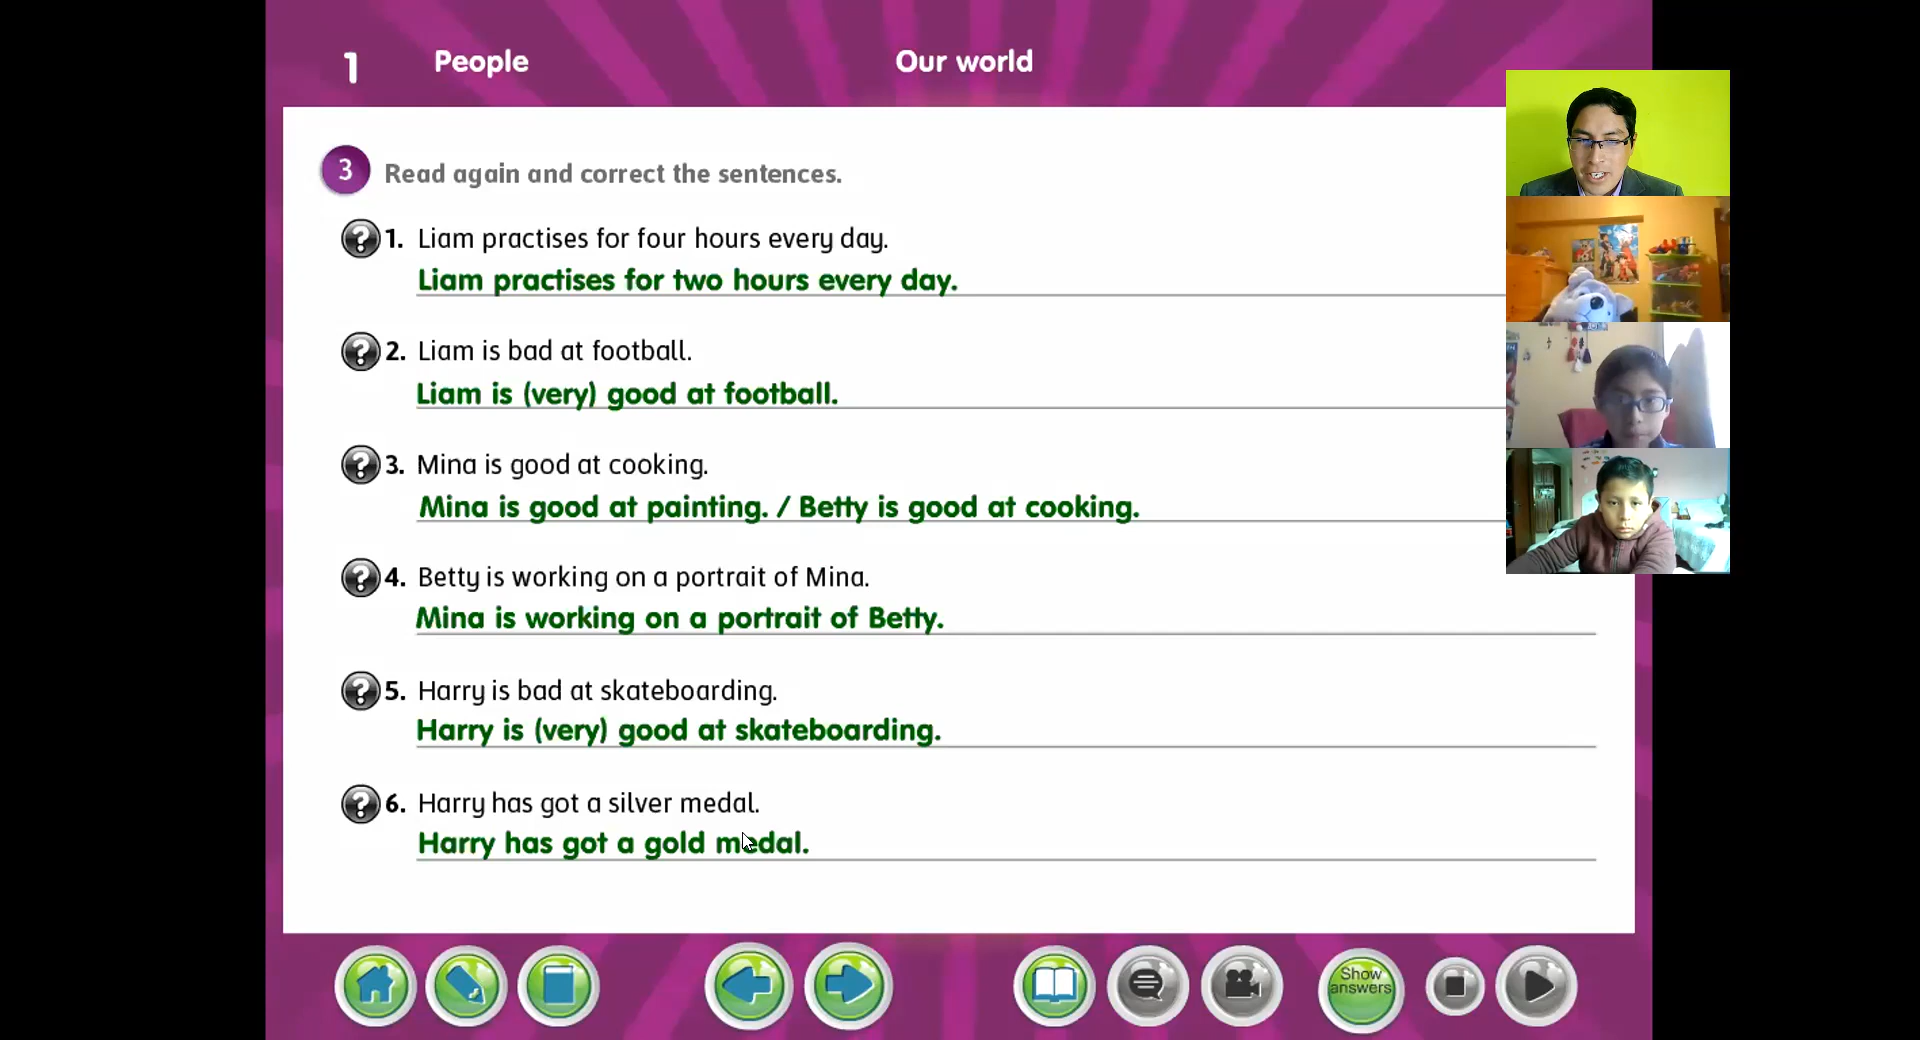 1 People Our world
3 Read again and correct the sentences.
1. Liam practises for four hours every day.
Liam practises for two hours every day.
2. Liam is bad at football.
Liam is (very) good at football.
3. Mina is good at cooking.
Mina is good at painting. / Betty is good at cooking.
4. Betty is working on a portrait of Mina.
Mina is working on a portrait of Betty.
5. Harry is bad at skateboarding.
Harry is (very) good at skateboarding.
6. Harry has got a silver medal.
Harry has got a gold medal.
Show
answers